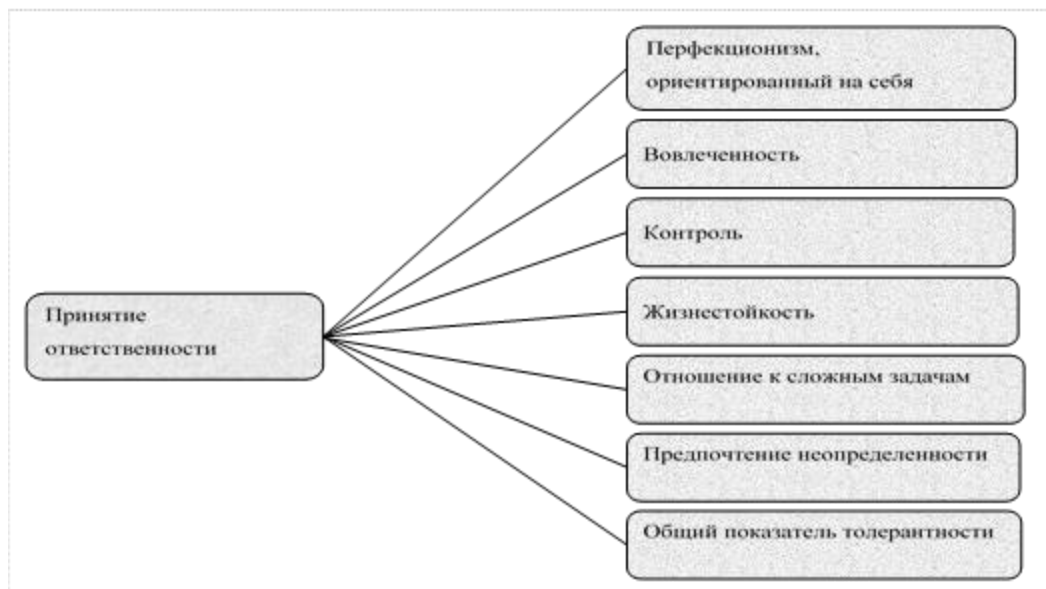 Перфекционизм,
ориентированный на себя
Вовлеченность
Контроль
Принятие
ответственности
Жизнестойкость
Отношение к сложным задачам
Предпочтение неопределенности
Общий показатель толерантности